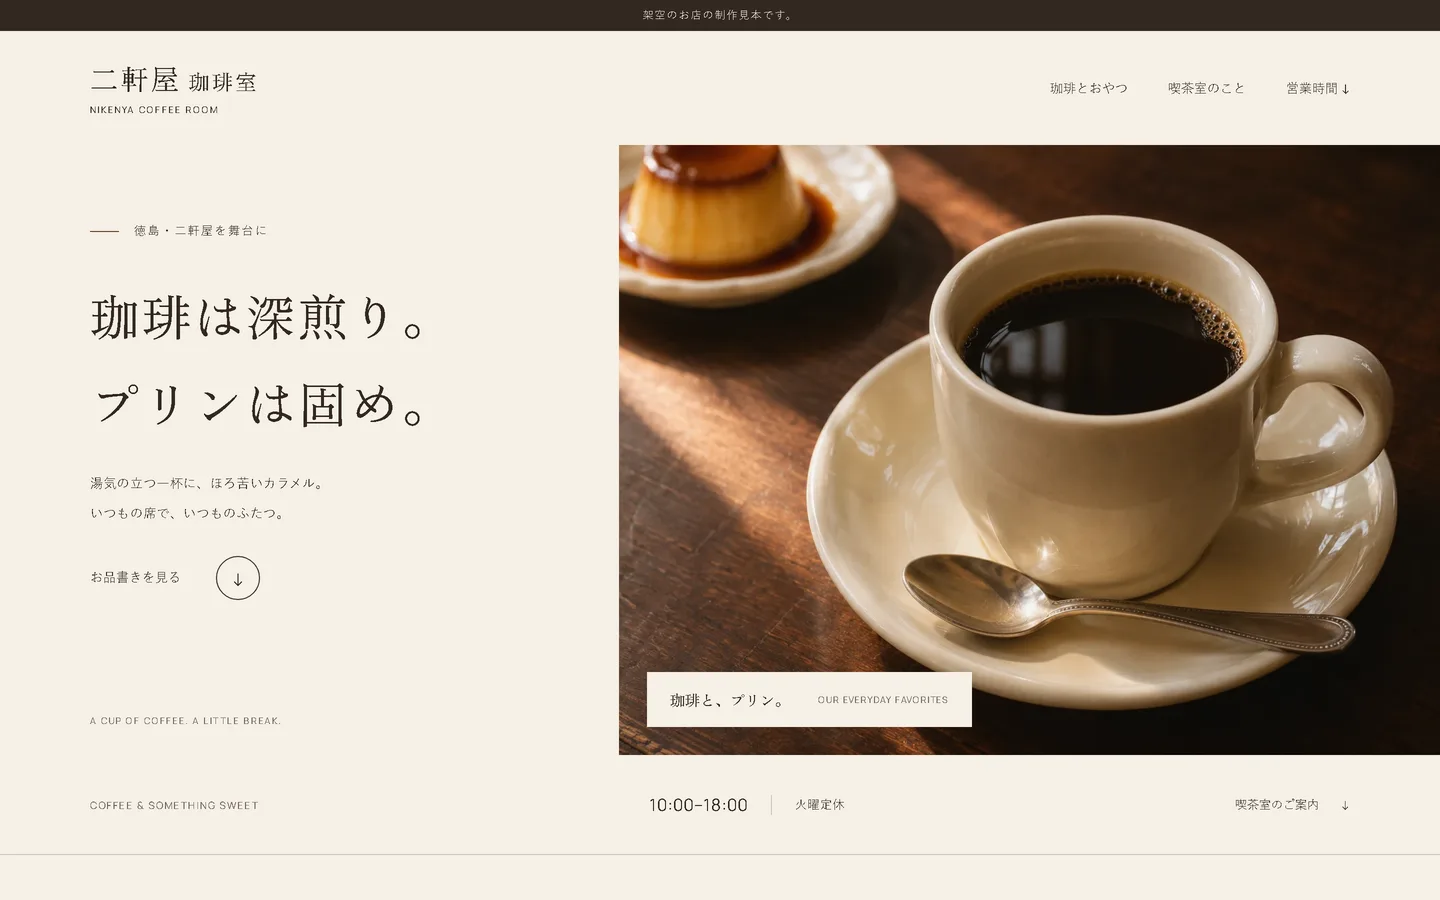 架空のお店の制作見本です。
二軒屋 珈琲室
NIKENYA COFFEE ROOM
珈琲とおやつ 喫茶室のこと 営業時間 ↓
徳島・二軒屋を舞台に
珈琲は深煎り。
プリンは固め。
湯気の立つ一杯に、ほろ苦いカラメル。
いつもの席で、いつものふたつ。
お品書きを見る ↓
珈琲と、プリン。 OUR EVERYDAY FAVORITES
A CUP OF COFFEE. A LITTLE BREAK.
COFFEE & SOMETHING SWEET
10:00–18:00 火曜定休
喫茶室のご案内 ↓